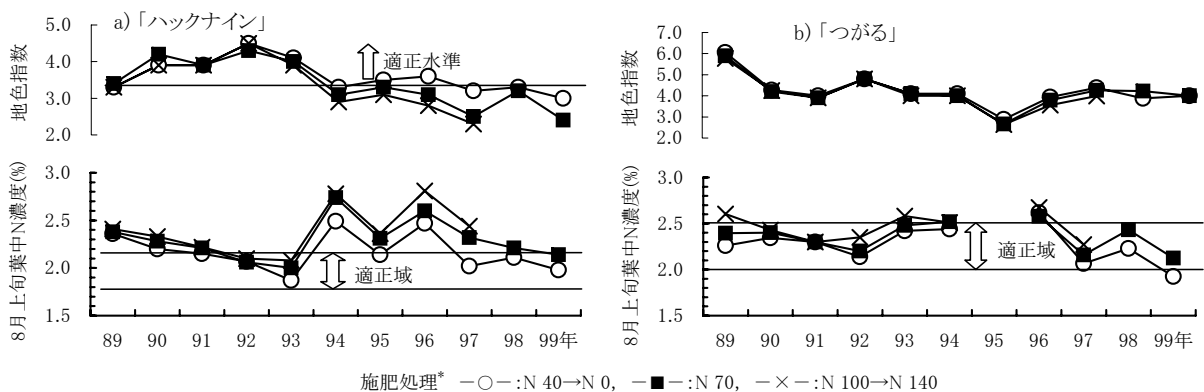 a) 「ハックナイン」
地色指数
5.0
4.0
3.0
2.0
適正水準
8月上旬葉中N濃度(%)
3.0
2.5
2.0
1.5
適正域
89 90 91 92 93 94 95 96 97 98 99年
b) 「つがる」
地色指数
7.0
6.0
5.0
4.0
3.0
2.0
8月上旬葉中N濃度(%)
3.0
2.5
2.0
1.5
適正域
89 90 91 92 93 94 95 96 97 98 99年
施肥処理* −○−:N 40→N 0, −■−:N 70, −×−:N 100→N 140